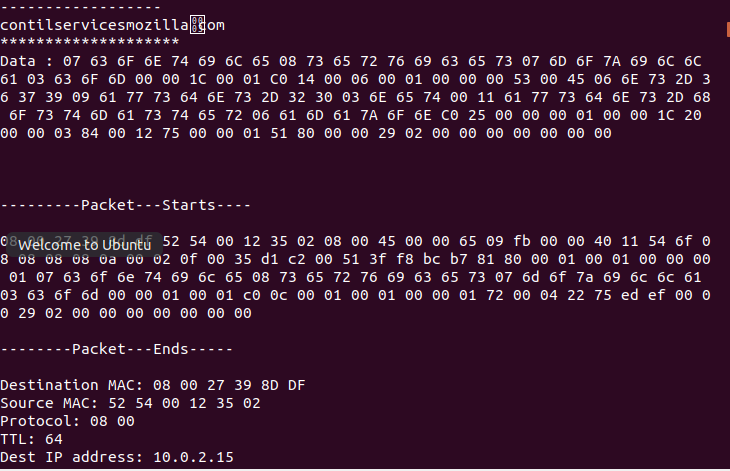 ------------------
contilservicesmozillacom
********************
Data : 07 63 6F 6E 74 69 6C 65 08 73 65 72 76 69 63 65 73 07 6D 6F 7A 69 6C 6C
61 03 63 6F 6D 00 00 1C 00 01 C0 14 00 06 00 01 00 00 00 53 00 45 06 6E 73 2D 3
6 37 39 09 61 77 73 64 6E 73 2D 32 30 03 6E 65 74 00 11 61 77 73 64 6E 73 2D 68
6F 73 74 6D 61 73 74 65 72 06 61 6D 61 7A 6F 6E C0 25 00 00 00 01 00 00 1C 20
00 00 03 84 00 12 75 00 00 01 51 80 00 00 29 02 00 00 00 00 00 00 00
---------Packet---Starts----
08 00 27 39 8d df 52 54 00 12 35 02 08 00 45 00 00 65 09 fb 00 00 40 11 54 6f 0
Welcome to Ubuntu
8 08 08 08 0a 00 02 0f 00 35 d1 c2 00 51 3f f8 bc b7 81 80 00 01 00 01 00 00 00
01 07 63 6f 6e 74 69 6c 65 08 73 65 72 76 69 63 65 73 07 6d 6f 7a 69 6c 6c 61
03 63 6f 6d 00 00 01 00 01 c0 0c 00 01 00 01 00 00 01 72 00 04 22 75 ed ef 00 0
0 29 02 00 00 00 00 00 00 00
--------Packet---Ends-----
Destination MAC: 08 00 27 39 8D DF
Source MAC: 52 54 00 12 35 02
Protocol: 08 00
TTL: 64
Dest IP address: 10.0.2.15